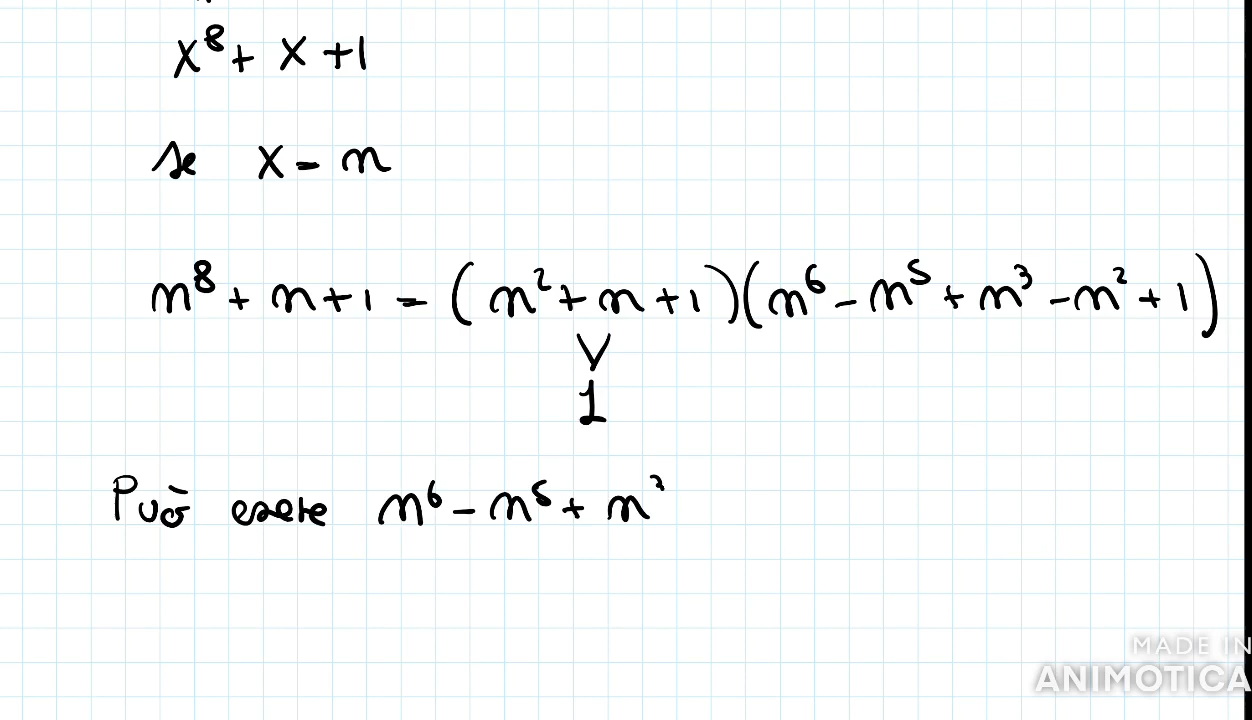 x⁸ + x + 1
se x = n
n⁸ + n + 1 = (n² + n + 1)(n⁶ - n⁵ + n³ - n² + 1)
V
1
Può essere n⁶ - n⁵ + n³
MADE IN
ANIMOTICA